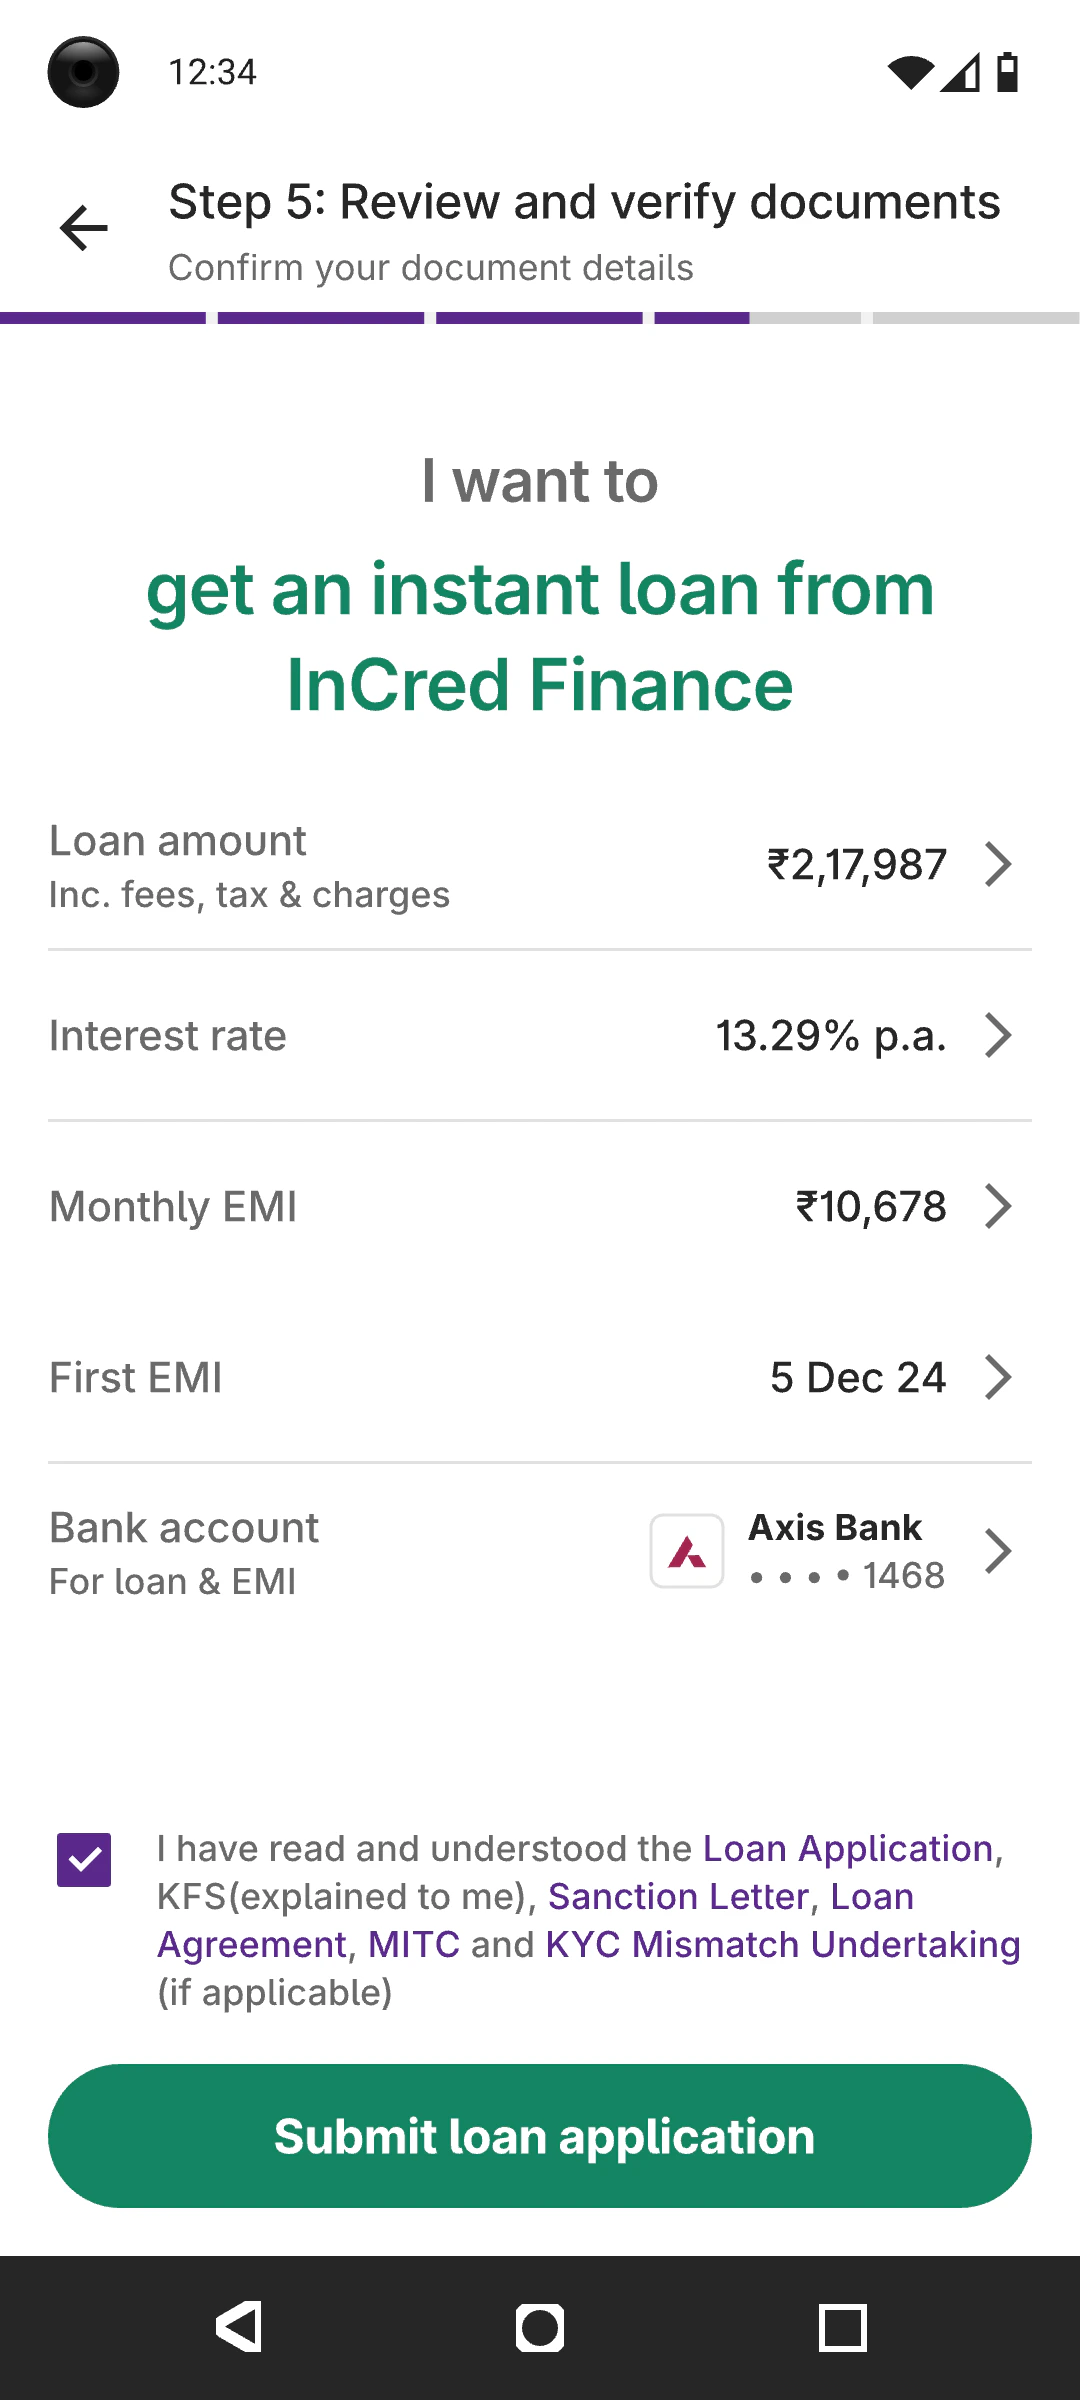 12:34
Step 5: Review and verify documents
Confirm your document details
I want to
get an instant loan from
InCred Finance
Loan amount
Inc. fees, tax & charges
₹2,17,987
Interest rate
13.29% p.a.
Monthly EMI
₹10,678
First EMI
5 Dec 24
Bank account
For loan & EMI
Axis Bank
• • • • 1468
I have read and understood the Loan Application,
KFS(explained to me), Sanction Letter, Loan
Agreement, MITC and KYC Mismatch Undertaking
(if applicable)
Submit loan application